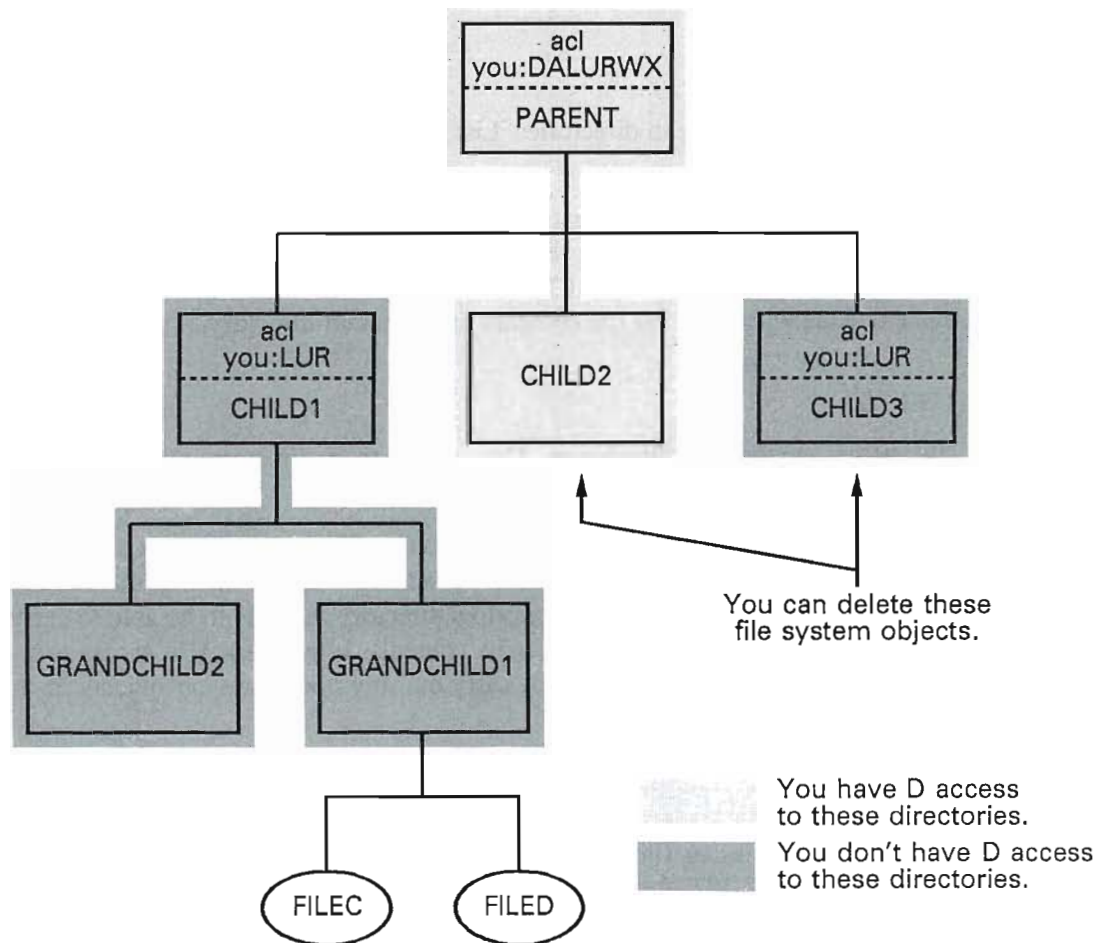 acl
you:DALURWX
PARENT
acl
you:LUR
CHILD1
CHILD2
acl
you:LUR
CHILD3
You can delete these
file system objects.
GRANDCHILD2
GRANDCHILD1
You have D access
to these directories.
You don't have D access
to these directories.
FILEC
FILED